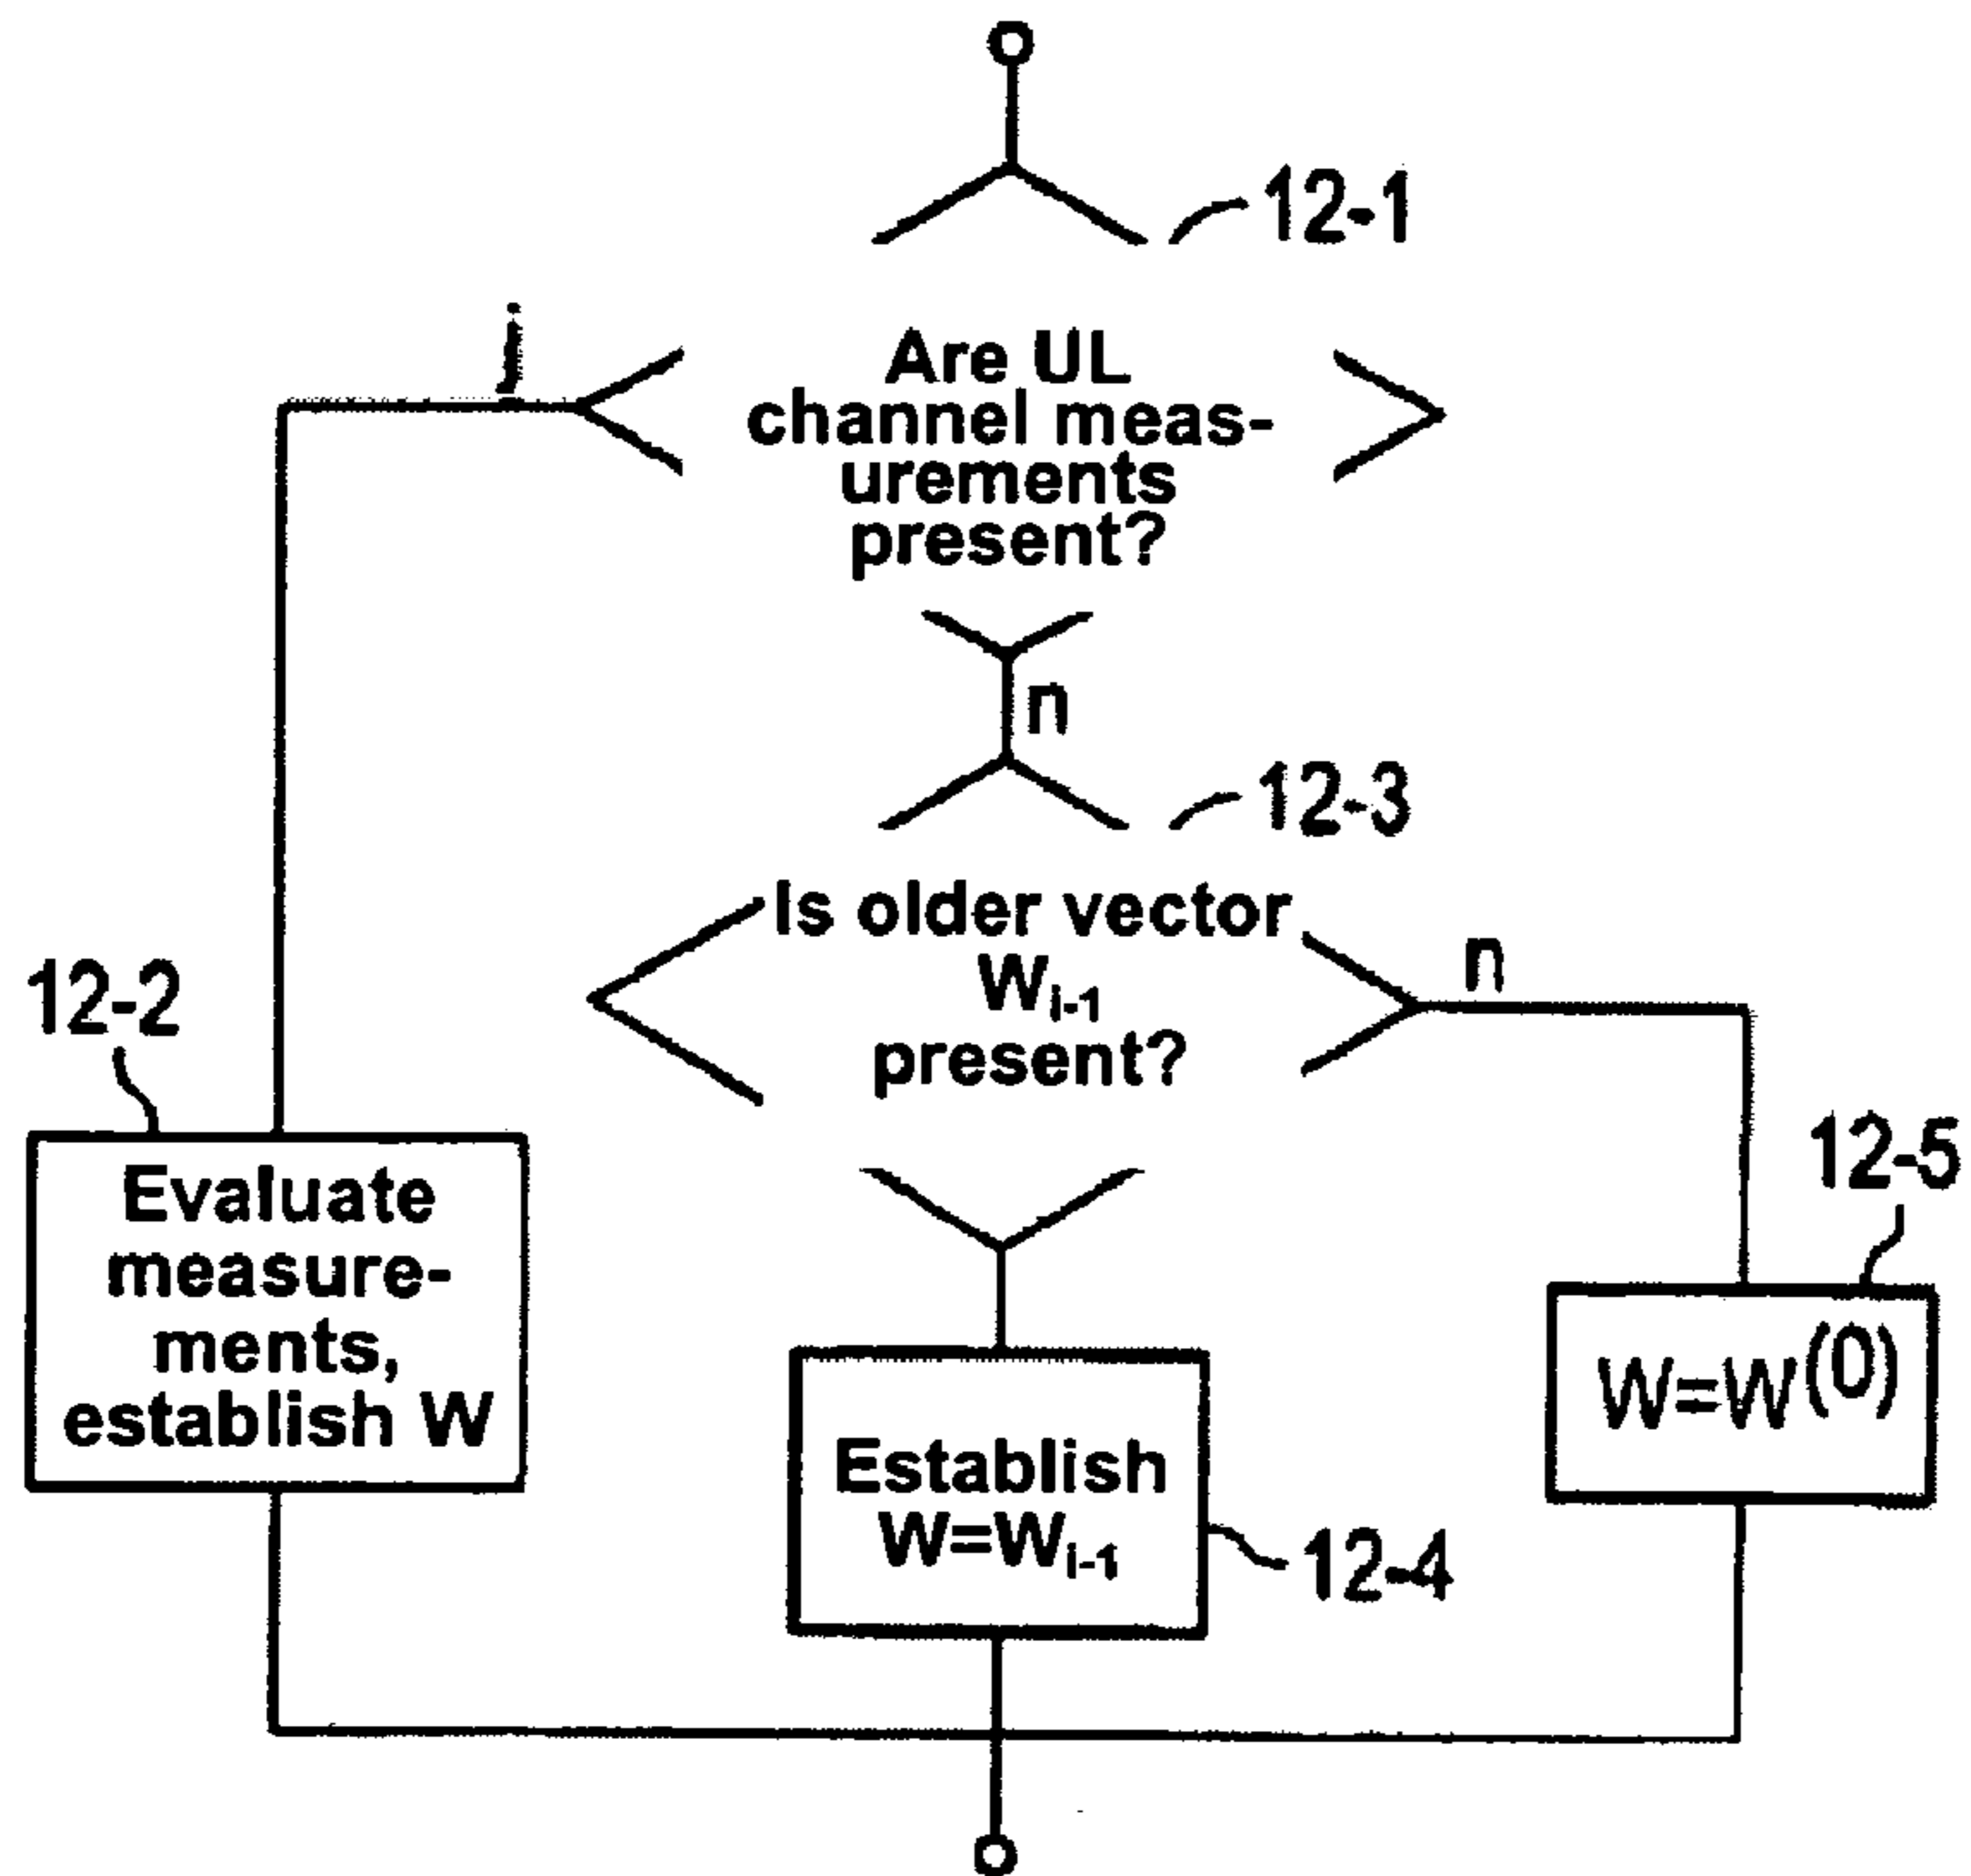 12-1
j
Are UL
channel meas-
urements
present?
n
12-3
Is older vector
Wi-1
present?
n
12-2
12-5
Evaluate
measure-
ments,
establish W
W=W(0)
Establish
W=Wi-1
12-4